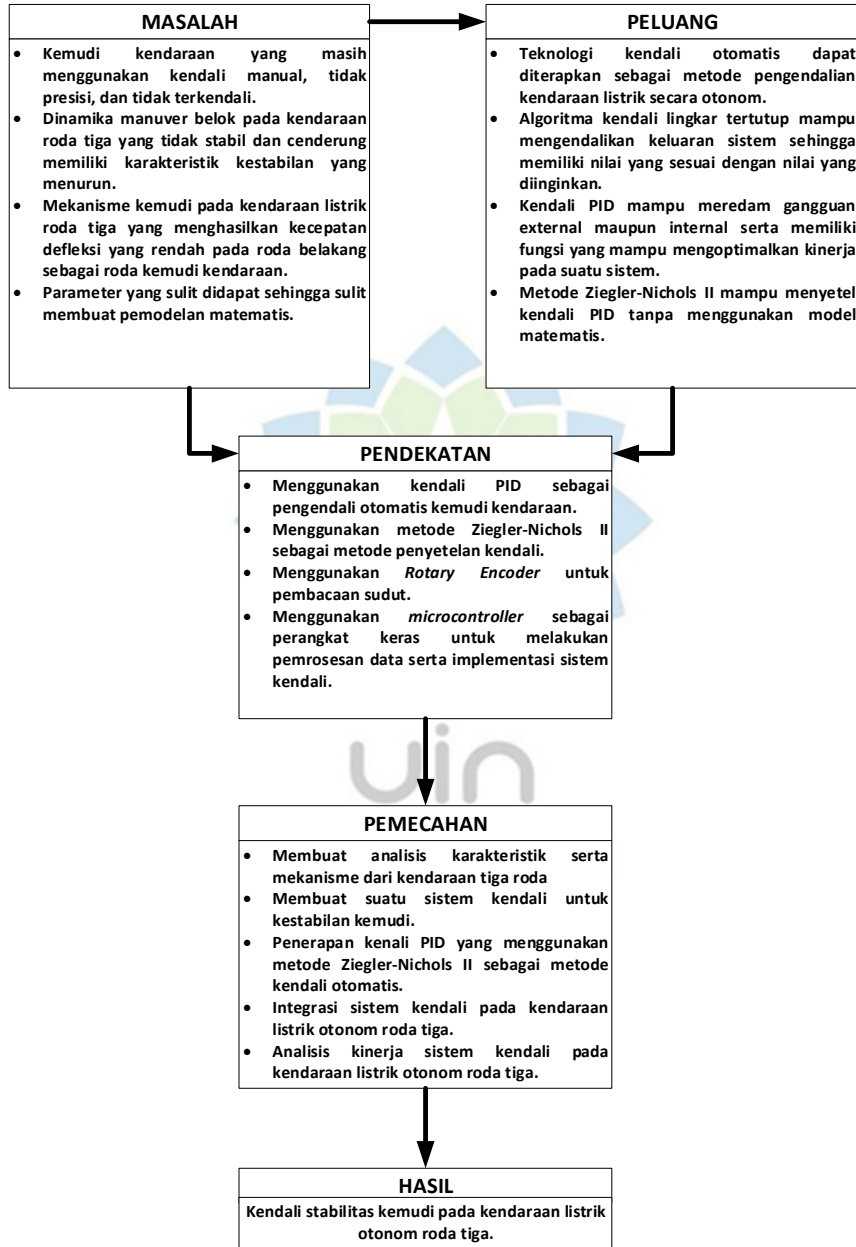 MASALAH
• Kemudi kendaraan yang masih
menggunakan kendali manual, tidak
presisi, dan tidak terkendali.
• Dinamika manuver belok pada kendaraan
roda tiga yang tidak stabil dan cenderung
memiliki karakteristik kestabilan yang
menurun.
• Mekanisme kemudi pada kendaraan listrik
roda tiga yang menghasilkan kecepatan
defleksi yang rendah pada roda belakang
sebagai roda kemudi kendaraan.
• Parameter yang sulit didapat sehingga sulit
membuat pemodelan matematis.
PELUANG
• Teknologi kendali otomatis dapat
diterapkan sebagai metode pengendalian
kendaraan listrik secara otonom.
• Algoritma kendali lingkar tertutup mampu
mengendalikan keluaran sistem sehingga
memiliki nilai yang sesuai dengan nilai yang
diinginkan.
• Kendali PID mampu meredam gangguan
external maupun internal serta memiliki
fungsi yang mampu mengoptimalkan kinerja
pada suatu sistem.
• Metode Ziegler-Nichols II mampu menyetel
kendali PID tanpa menggunakan model
matematis.
PENDEKATAN
• Menggunakan kendali PID sebagai
pengendali otomatis kemudi kendaraan.
• Menggunakan metode Ziegler-Nichols II
sebagai metode penyetelan kendali.
• Menggunakan Rotary Encoder untuk
pembacaan sudut.
• Menggunakan microcontroller sebagai
perangkat keras untuk melakukan
pemrosesan data serta implementasi sistem
kendali.
uin
PEMECAHAN
• Membuat analisis karakteristik serta
mekanisme dari kendaraan tiga roda
• Membuat suatu sistem kendali untuk
kestabilan kemudi.
• Penerapan kenali PID yang menggunakan
metode Ziegler-Nichols II sebagai metode
kendali otomatis.
• Integrasi sistem kendali pada kendaraan
listrik otonom roda tiga.
• Analisis kinerja sistem kendali pada
kendaraan listrik otonom roda tiga.
HASIL
Kendali stabilitas kemudi pada kendaraan listrik
otonom roda tiga.